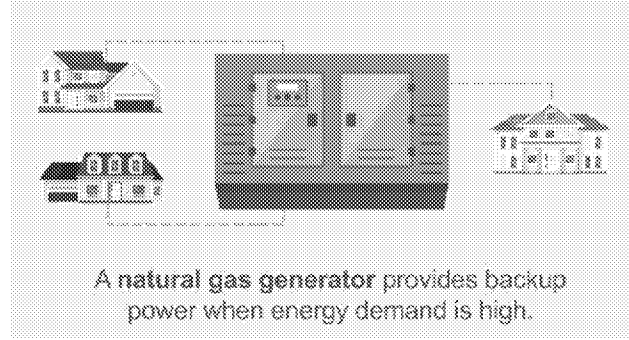 A natural gas generator provides backup
power when energy demand is high.